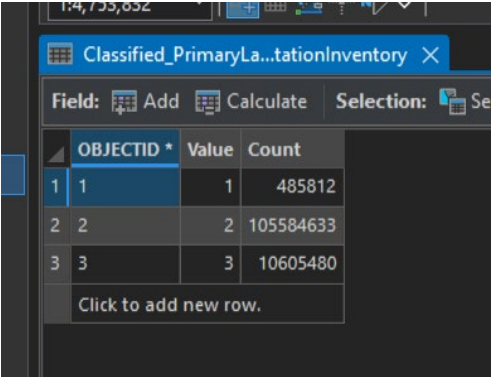 1:4,753,832
Classified_PrimaryLa...tationInventory
Field: Add Calculate Selection: Se
OBJECTID * Value Count
1 1 1 485812
2 2 2 105584633
3 3 3 10605480
Click to add new row.